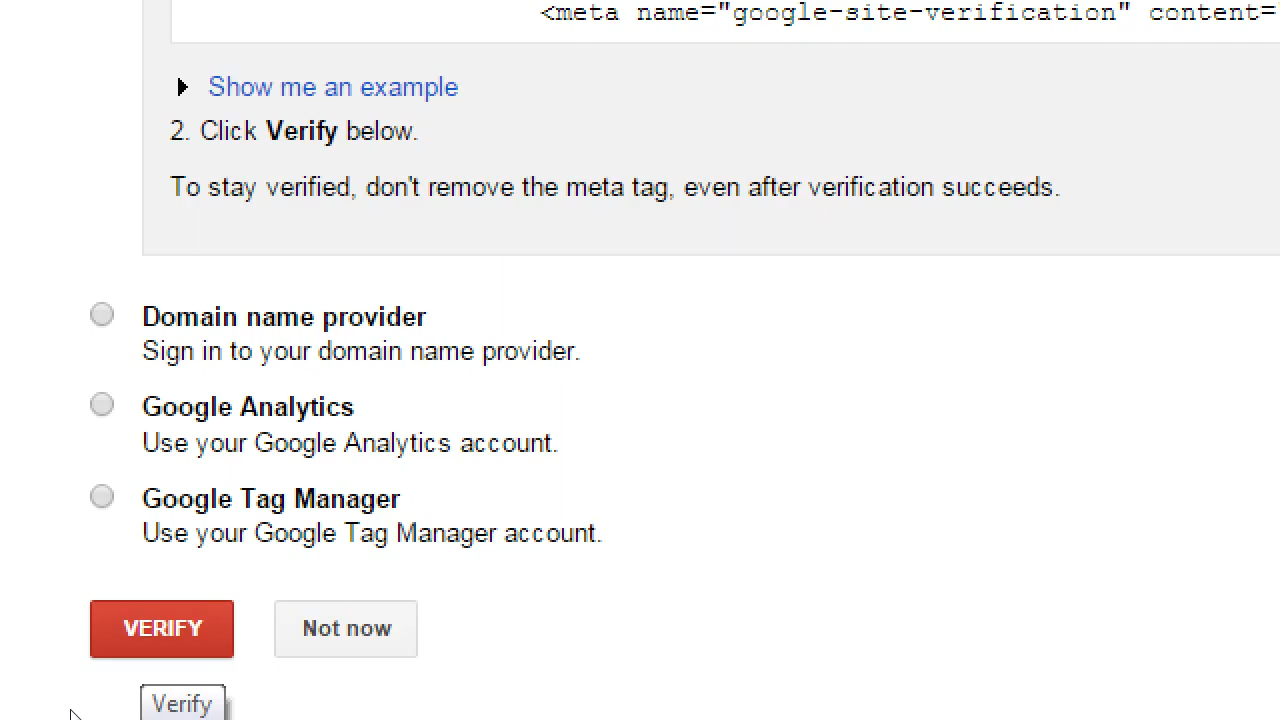 <meta name="google-site-verification" content=
Show me an example
2. Click Verify below.
To stay verified, don't remove the meta tag, even after verification succeeds.
Domain name provider
Sign in to your domain name provider.
Google Analytics
Use your Google Analytics account.
Google Tag Manager
Use your Google Tag Manager account.
VERIFY
Not now
Verify